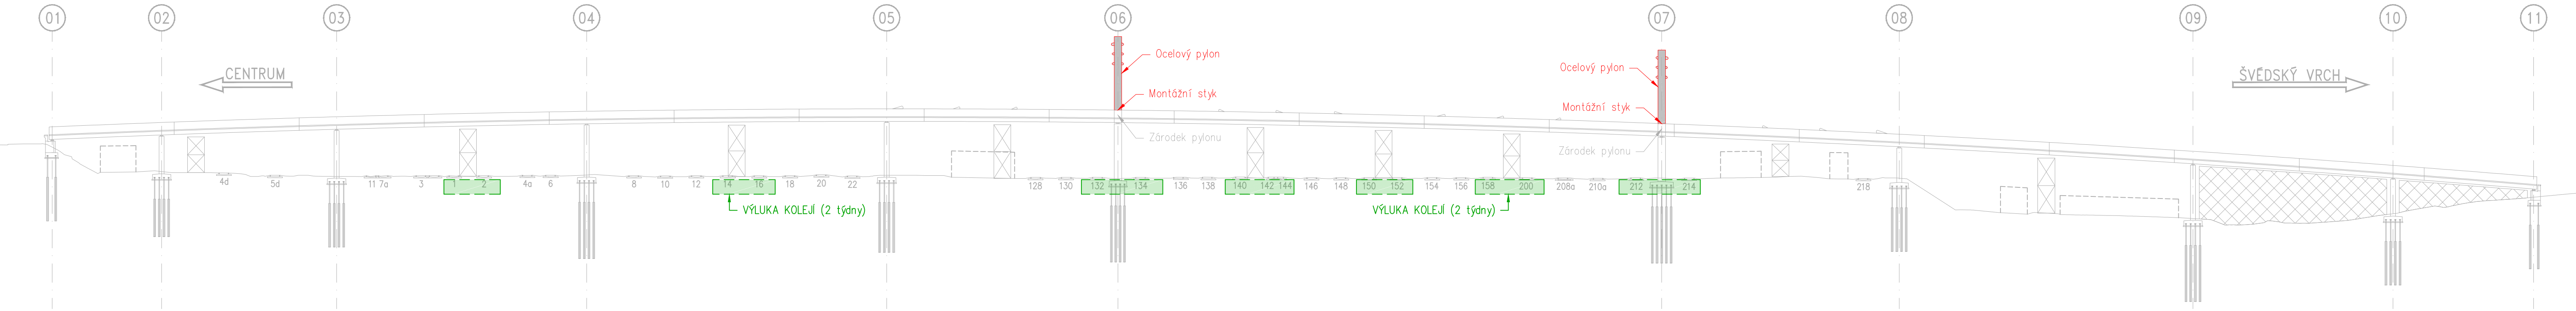 01 02 03 04 05 06 07 08 09 10 11
Ocelový pylon
Ocelový pylon
CENTRUM
ŠVÉDSKÝ VRCH
Montážní styk
Montážní styk
Zárodek pylonu
Zárodek pylonu
4d 5d 11 7a 3 1 2 4a 6 8 10 12 14 16 18 20 22 128 130 132 134 136 138 140 142 144 146 148 150 152 154 156 158 200 208a 210a 212 214 218
VÝLUKA KOLEJÍ (2 týdny)
VÝLUKA KOLEJÍ (2 týdny)